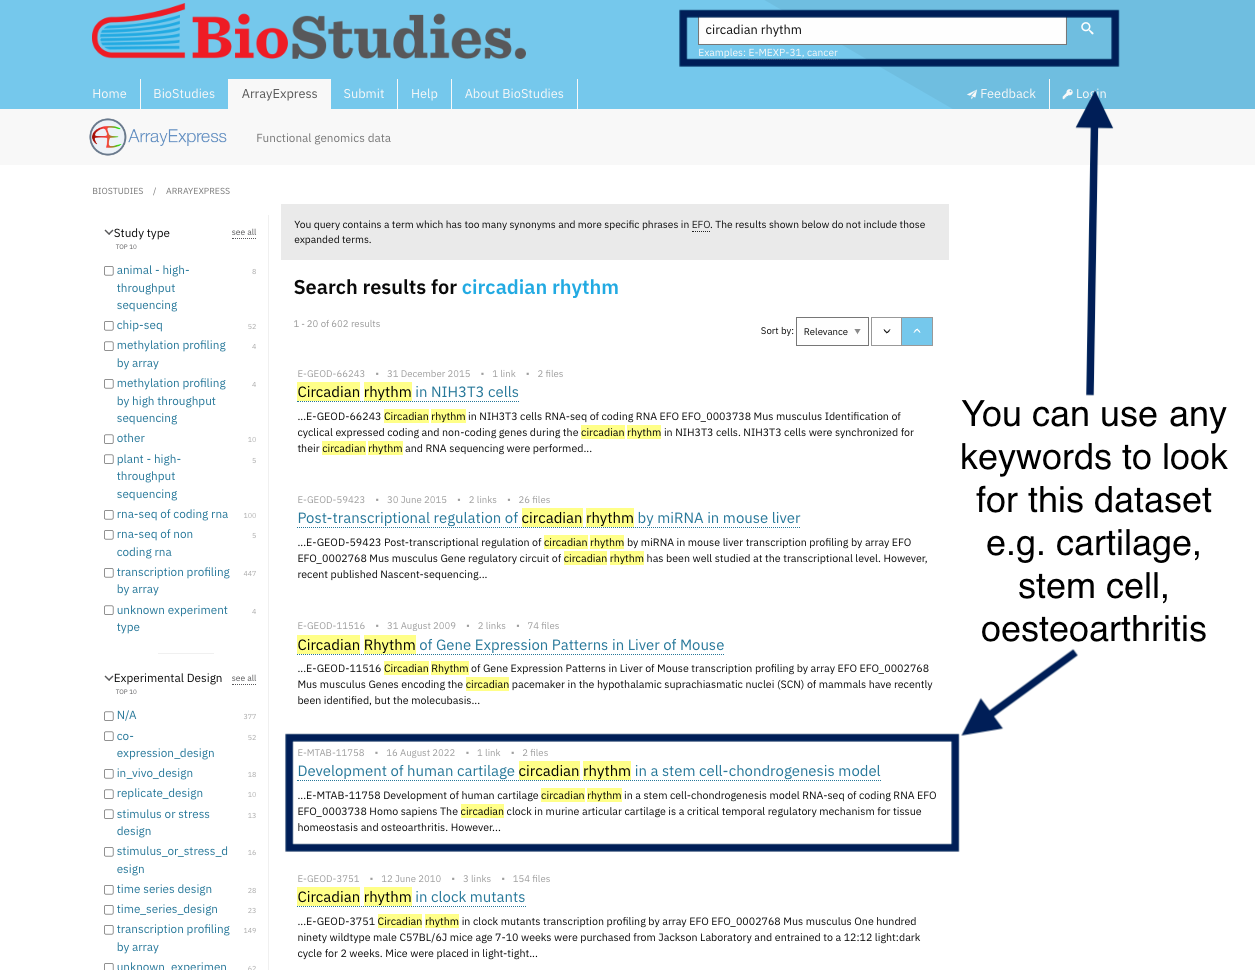 BioStudies.
circadian rhythm
Examples: E-MEXP-31, cancer
Home
BioStudies
ArrayExpress
Submit
Help
About BioStudies
Feedback
Login
ArrayExpress
Functional genomics data
BIOSTUDIES / ARRAYEXPRESS
Study type
see all
TOP 10
animal - high-
throughput
sequencing
8
chip-seq
52
methylation profiling
by array
4
methylation profiling
by high throughput
sequencing
4
other
10
plant - high-
throughput
sequencing
5
rna-seq of coding rna
100
rna-seq of non
coding rna
5
transcription profiling
by array
447
unknown experiment
type
4
Experimental Design
see all
TOP 10
N/A
377
co-
expression_design
52
in_vivo_design
18
replicate_design
10
stimulus or stress
design
13
stimulus_or_stress_d
esign
16
time series design
28
time_series_design
23
transcription profiling
by array
149
unknown_experimen
62
You query contains a term which has too many synonyms and more specific phrases in EFO. The results shown below do not include those
expanded terms.
Search results for circadian rhythm
1 - 20 of 602 results
Sort by:
Relevance
E-GEOD-66243 • 31 December 2015 • 1 link • 2 files
Circadian rhythm in NIH3T3 cells
...E-GEOD-66243 Circadian rhythm in NIH3T3 cells RNA-seq of coding RNA EFO EFO_0003738 Mus musculus Identification of
cyclical expressed coding and non-coding genes during the circadian rhythm in NIH3T3 cells. NIH3T3 cells were synchronized for
their circadian rhythm and RNA sequencing were performed...
E-GEOD-59423 • 30 June 2015 • 2 links • 26 files
Post-transcriptional regulation of circadian rhythm by miRNA in mouse liver
...E-GEOD-59423 Post-transcriptional regulation of circadian rhythm by miRNA in mouse liver transcription profiling by array EFO
EFO_0002768 Mus musculus Gene regulatory circuit of circadian rhythm has been well studied at the transcriptional level. However,
recent published Nascent-sequencing...
E-GEOD-11516 • 31 August 2009 • 2 links • 74 files
Circadian Rhythm of Gene Expression Patterns in Liver of Mouse
...E-GEOD-11516 Circadian Rhythm of Gene Expression Patterns in Liver of Mouse transcription profiling by array EFO EFO_0002768
Mus musculus Genes encoding the circadian pacemaker in the hypothalamic suprachiasmatic nuclei (SCN) of mammals have recently
been identified, but the molecubasis...
E-MTAB-11758 • 16 August 2022 • 1 link • 2 files
Development of human cartilage circadian rhythm in a stem cell-chondrogenesis model
...E-MTAB-11758 Development of human cartilage circadian rhythm in a stem cell-chondrogenesis model RNA-seq of coding RNA EFO
EFO_0003738 Homo sapiens The circadian clock in murine articular cartilage is a critical temporal regulatory mechanism for tissue
homeostasis and osteoarthritis. However...
E-GEOD-3751 • 12 June 2010 • 3 links • 154 files
Circadian rhythm in clock mutants
...E-GEOD-3751 Circadian rhythm in clock mutants transcription profiling by array EFO EFO_0002768 Mus musculus One hundred
ninety wildtype male C57BL/6J mice age 7-10 weeks were purchased from Jackson Laboratory and entrained to a 12:12 light:dark
cycle for 2 weeks. Mice were placed in light-tight...
You can use any
keywords to look
for this dataset
e.g. cartilage,
stem cell,
oesteoarthritis